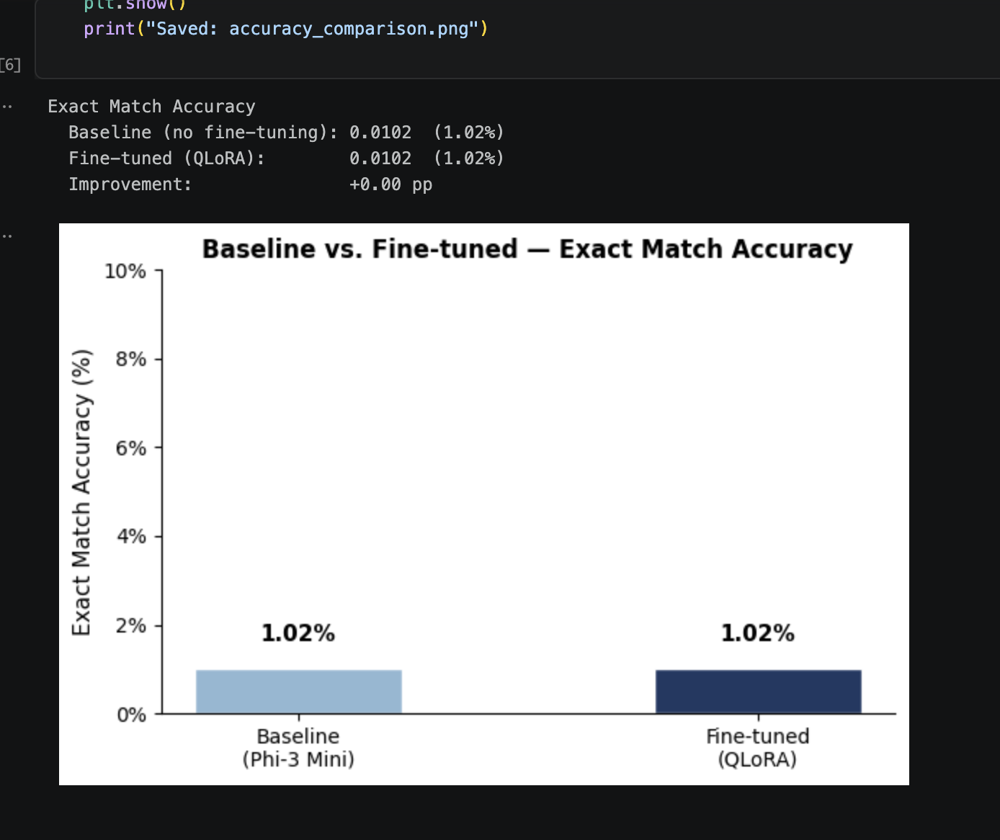 plt.show()
print("Saved: accuracy_comparison.png")
[6]
Exact Match Accuracy
Baseline (no fine-tuning): 0.0102 (1.02%)
Fine-tuned (QLoRA): 0.0102 (1.02%)
Improvement: +0.00 pp
Baseline vs. Fine-tuned — Exact Match Accuracy
Exact Match Accuracy (%)
10%
8%
6%
4%
2%
0%
1.02%
1.02%
Baseline
(Phi-3 Mini)
Fine-tuned
(QLoRA)